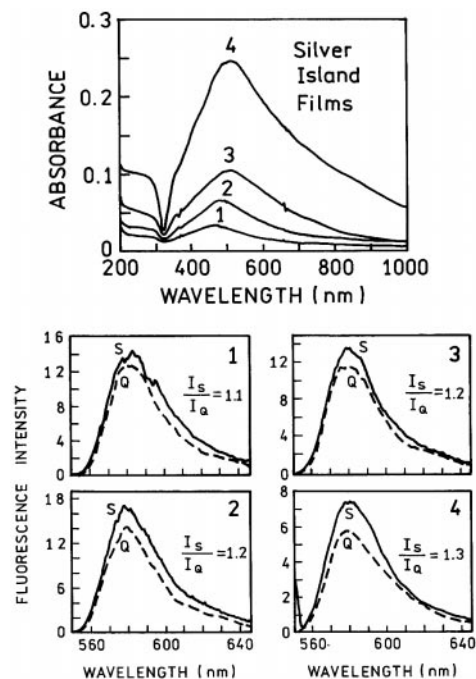 0.3
0.2
0.1
0
ABSORBANCE
4
3
2
1
Silver
Island
Films
200 400 600 800 1000
WAVELENGTH (nm)
FLUORESCENCE INTENSITY
16
12
8
4
0
S
Q
1
I_S/I_Q = 1.1
12
8
4
0
S
Q
3
I_S/I_Q = 1.2
16
12
8
4
0
S
Q
2
I_S/I_Q = 1.2
560 600 640
WAVELENGTH (nm)
8
6
4
2
0
S
Q
4
I_S/I_Q = 1.3
560 600 640
WAVELENGTH (nm)